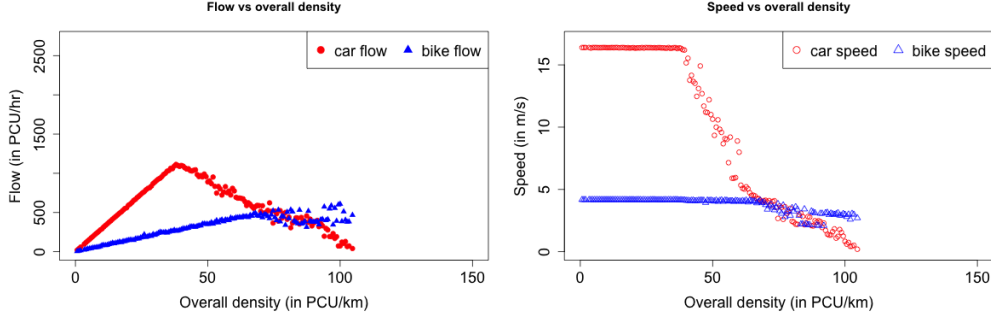 Flow vs overall density
car flow
bike flow
Flow (in PCU/hr)
0
500
1500
2500
0
50
100
150
Overall density (in PCU/km)
Speed vs overall density
car speed
bike speed
Speed (in m/s)
0
5
10
15
0
50
100
150
Overall density (in PCU/km)